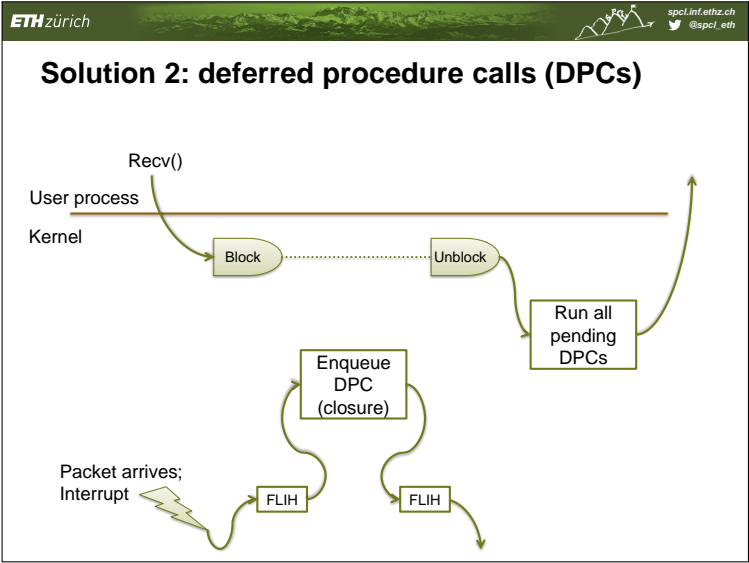 ETH zürich
spcl.inf.ethz.ch
@spcl_eth
Solution 2: deferred procedure calls (DPCs)
Recv()
User process
Kernel
Block
Unblock
Run all
pending
DPCs
Enqueue
DPC
(closure)
Packet arrives;
Interrupt
FLIH
FLIH